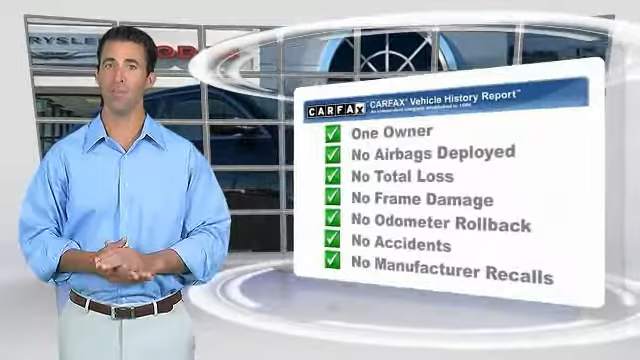 CHRYSLER
CARFAX
CARFAX® Vehicle History Report™
One Owner
No Airbags Deployed
No Total Loss
No Frame Damage
No Odometer Rollback
No Accidents
No Manufacturer Recalls